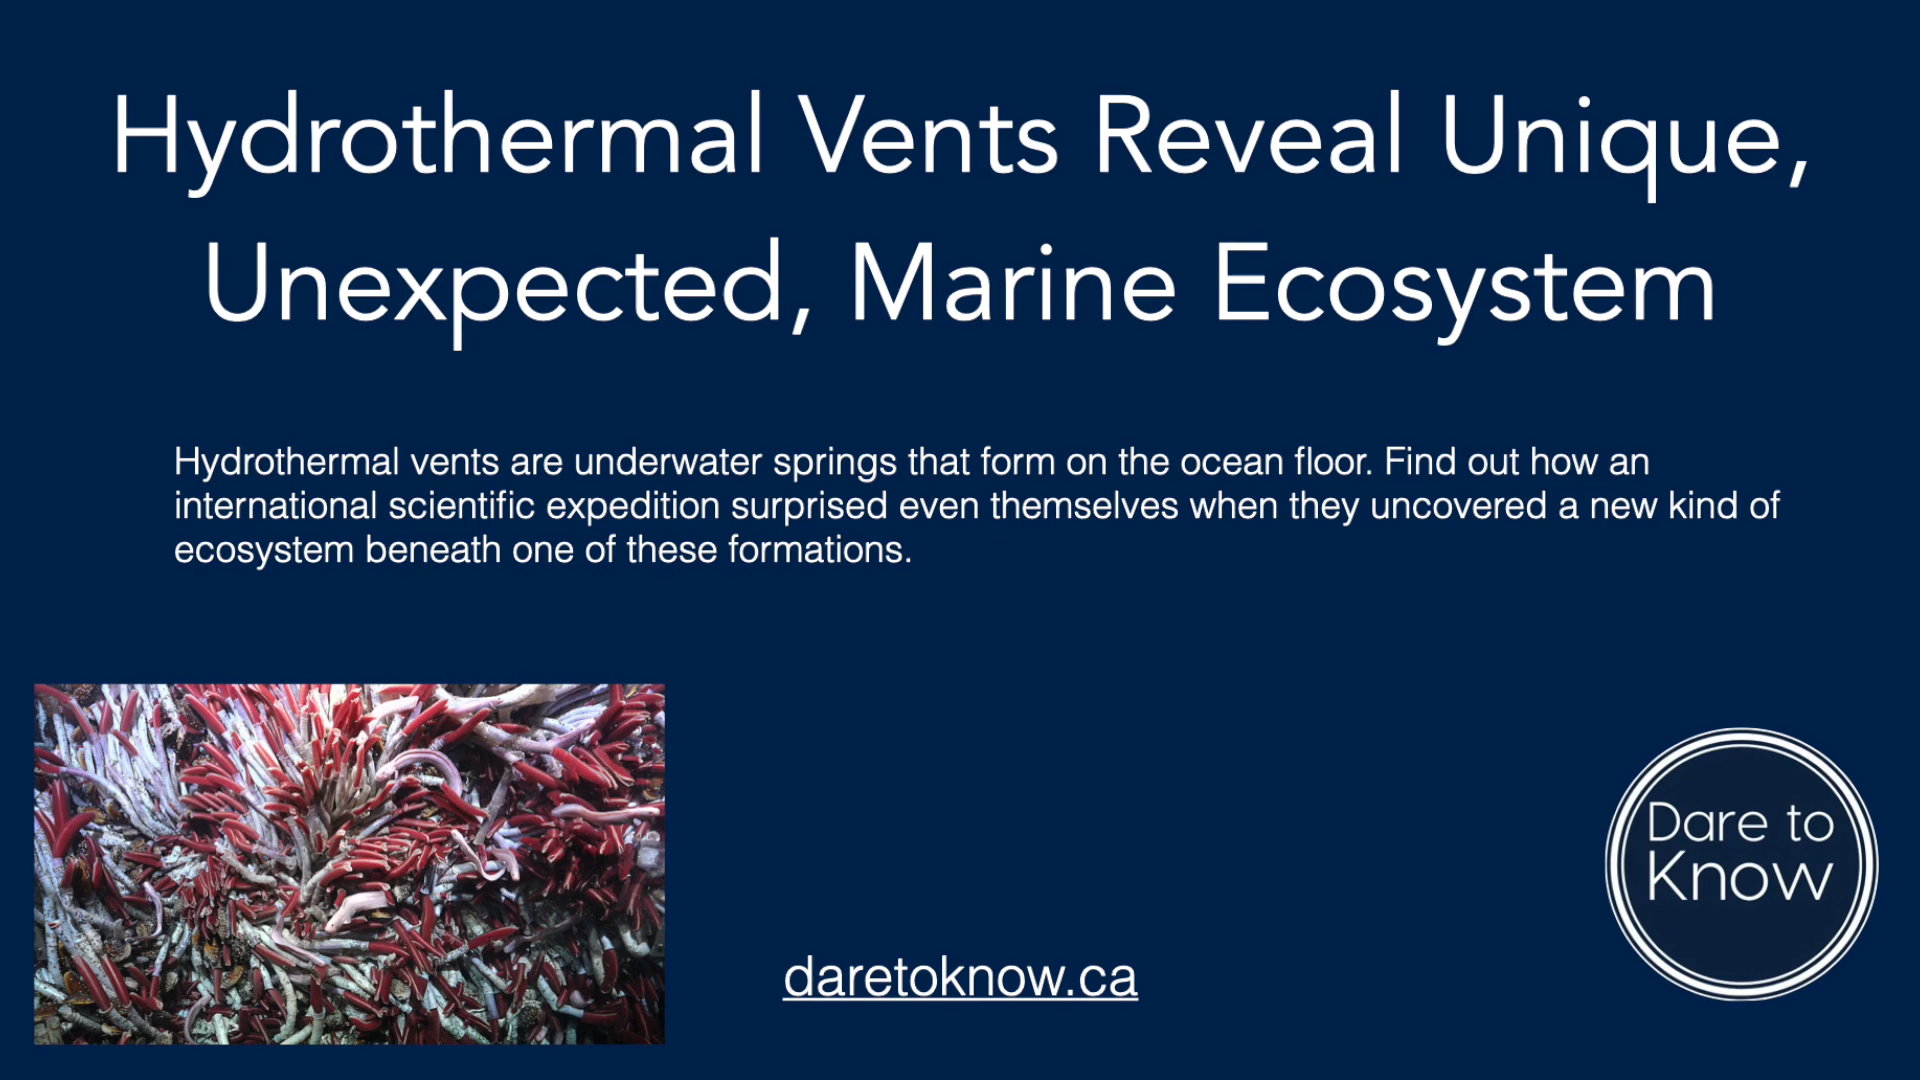 Hydrothermal Vents Reveal Unique,
Unexpected, Marine Ecosystem
Hydrothermal vents are underwater springs that form on the ocean floor. Find out how an
international scientific expedition surprised even themselves when they uncovered a new kind of
ecosystem beneath one of these formations.
Dare to
Know
daretoknow.ca